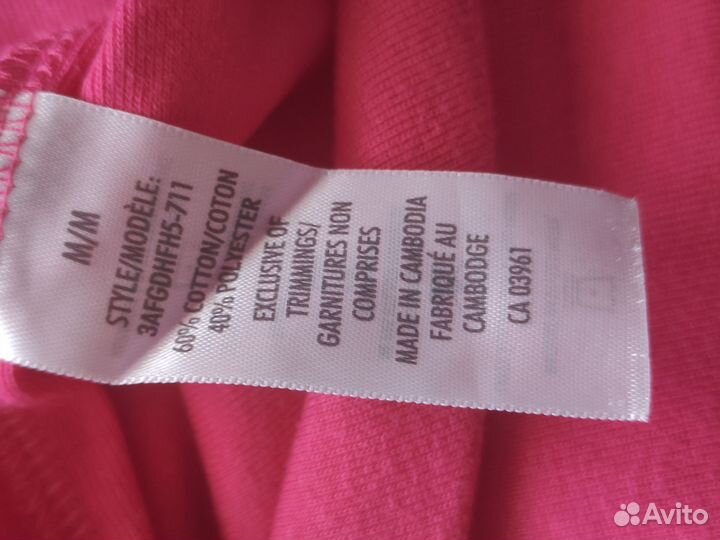 M/M
STYLE/MODÈLE:
3AFGDHFH5-711
60% COTTON/COTON
40% POLYESTER
EXCLUSIVE OF
TRIMMINGS/
GARNITURES NON
COMPRISES
MADE IN CAMBODIA
FABRIQUÉ AU
CAMBODGE
CA 03961
Avito